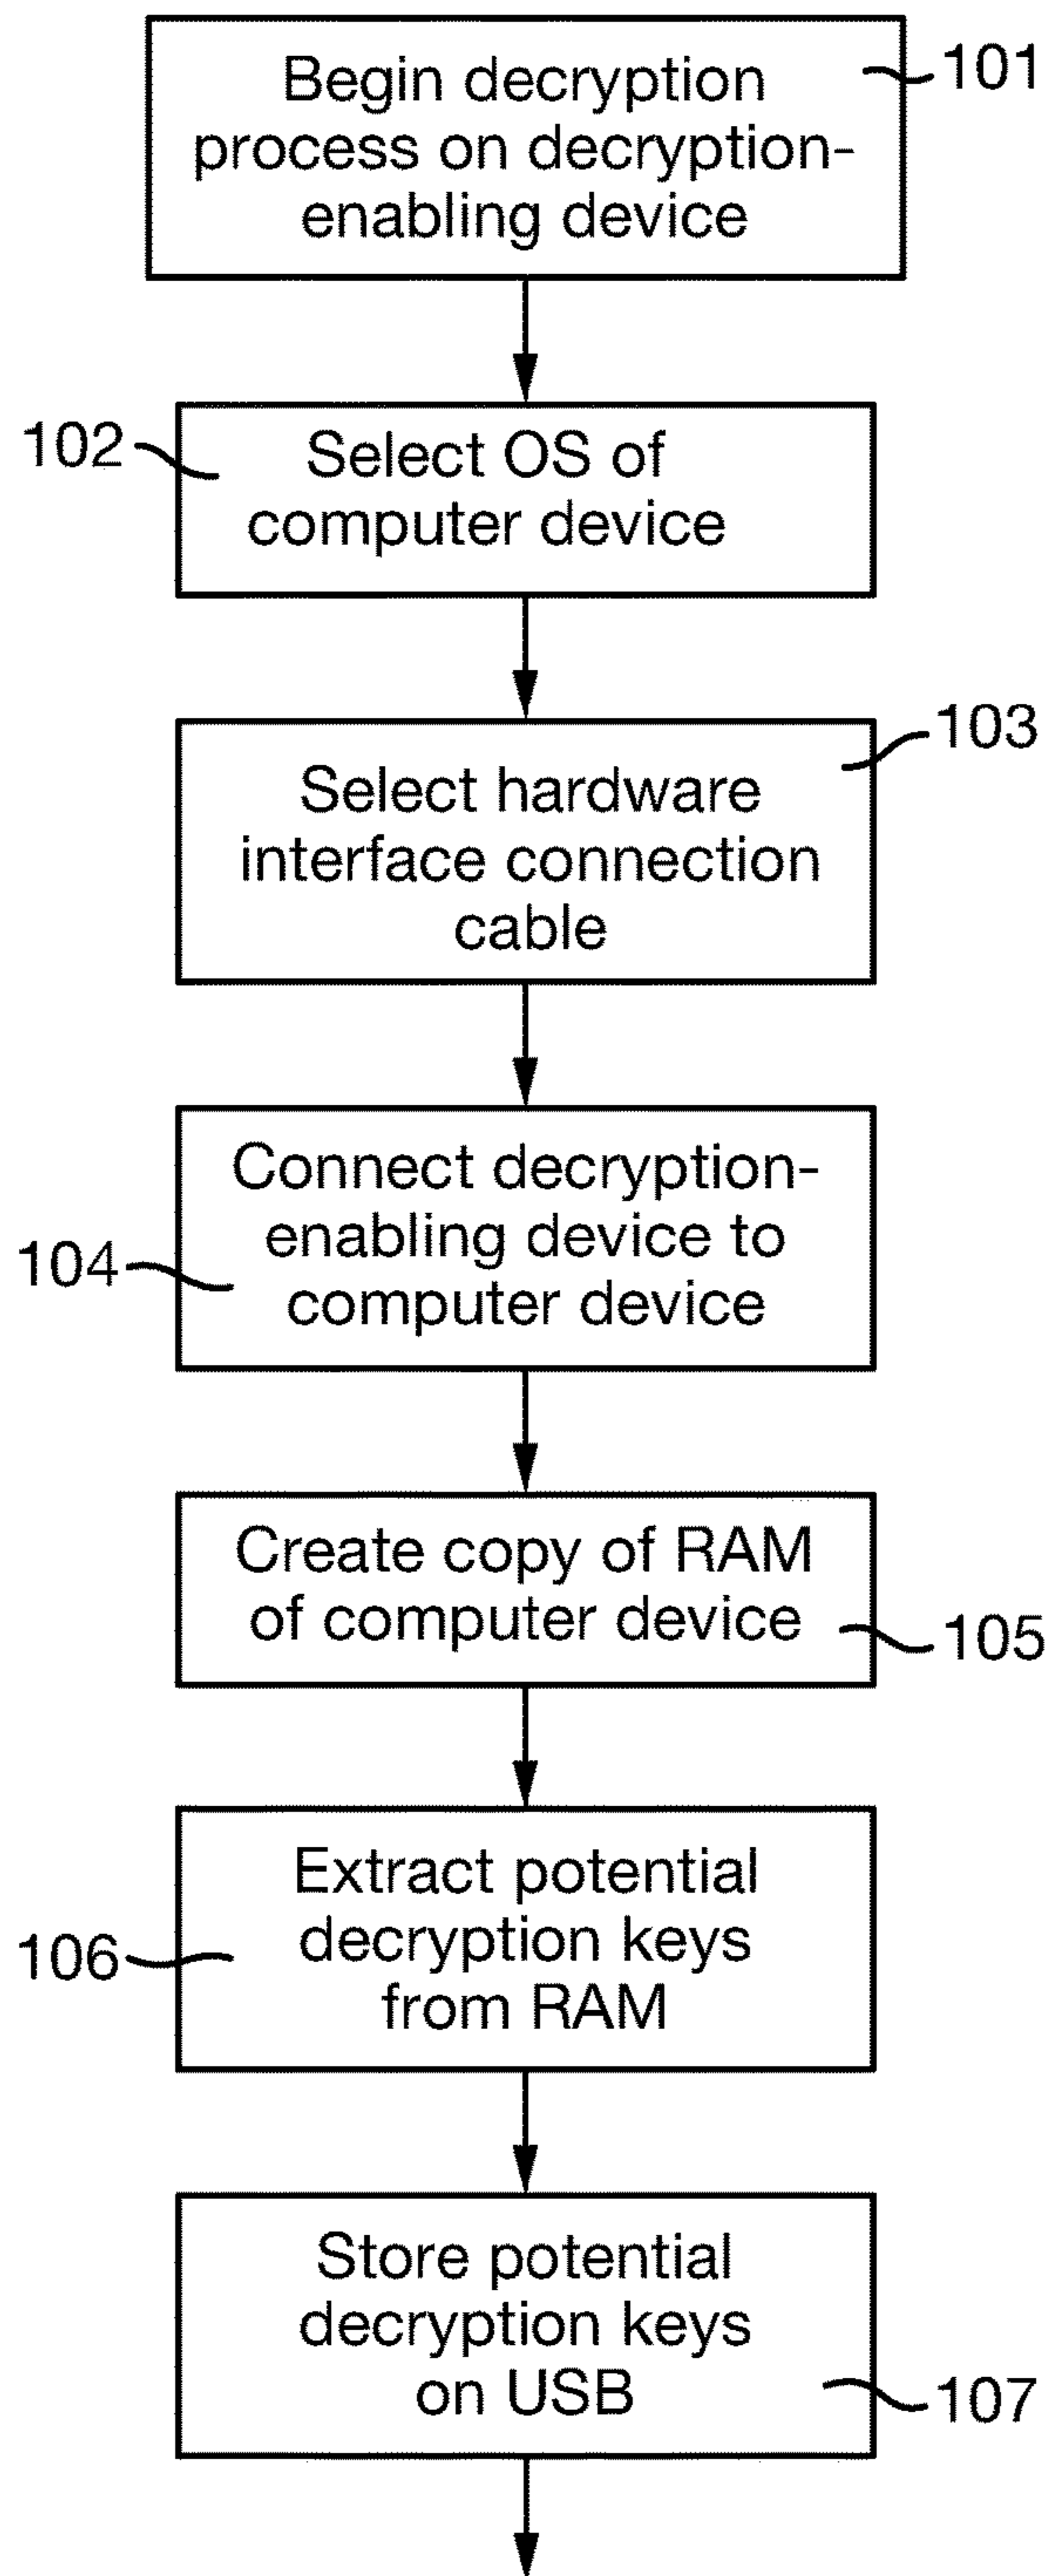 Begin decryption
process on decryption-
enabling device
101
102
Select OS of
computer device
103
Select hardware
interface connection
cable
Connect decryption-
enabling device to
computer device
104
Create copy of RAM
of computer device
105
Extract potential
decryption keys
from RAM
106
Store potential
decryption keys
on USB
107